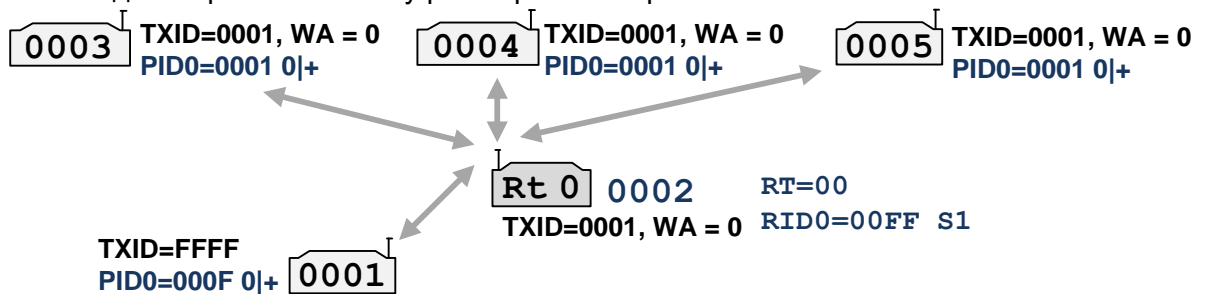 0003 TXID=0001, WA = 0
PID0=0001 0|+
0004 TXID=0001, WA = 0
PID0=0001 0|+
0005 TXID=0001, WA = 0
PID0=0001 0|+
Rt 0 0002 RT=00
TXID=0001, WA = 0 RID0=00FF S1
TXID=FFFF
PID0=000F 0|+ 0001